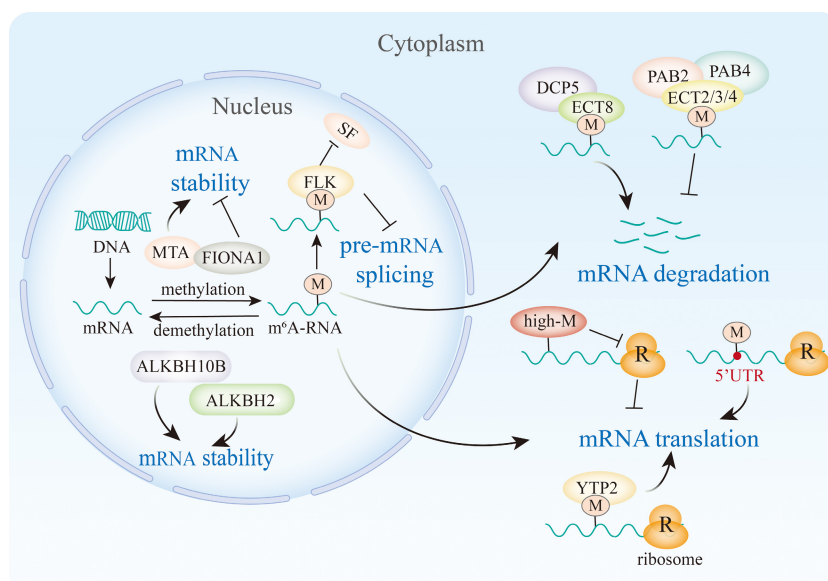 Cytoplasm
Nucleus
mRNA
stability
DNA
MTA
FIONA1
mRNA
methylation
demethylation
SF
FLK
M
pre-mRNA
splicing
M
m⁶A-RNA
ALKBH10B
ALKBH2
mRNA stability
DCP5
ECT8
M
PAB2
PAB4
ECT2/3/4
M
mRNA degradation
high-M
R
M
5'UTR
R
mRNA translation
YTP2
M
R
ribosome